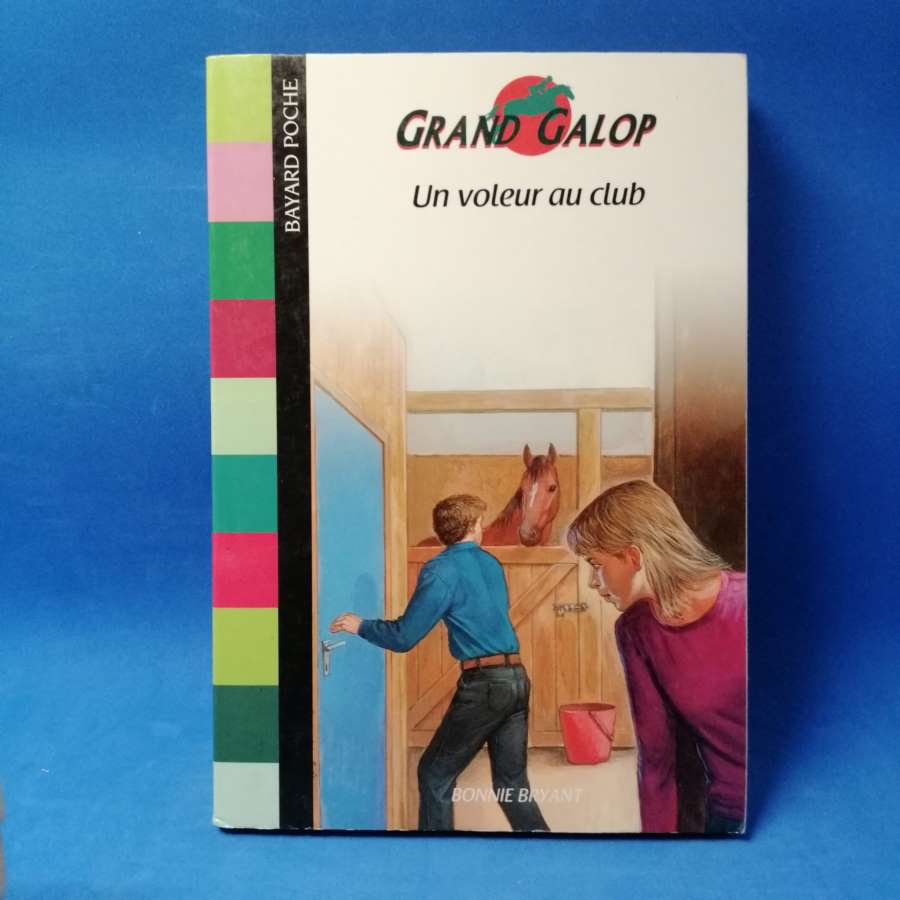 BAYARD POCHE
GRAND GALOP
Un voleur au club
BONNIE BRYANT